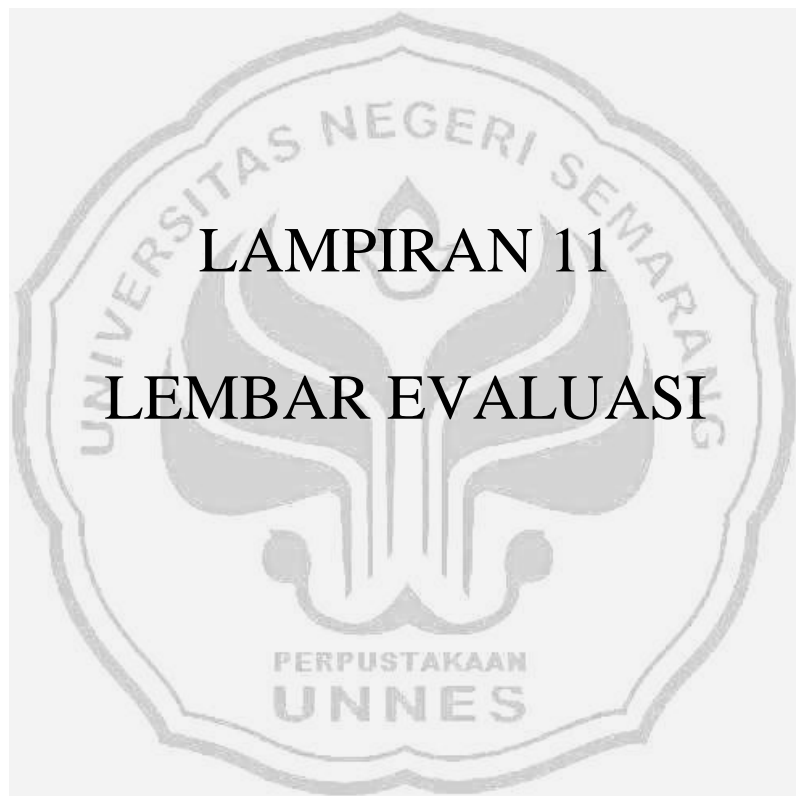 UNIVERSITAS NEGERI SEMARANG
LAMPIRAN 11
LEMBAR EVALUASI
PERPUSTAKAAN
UNNES